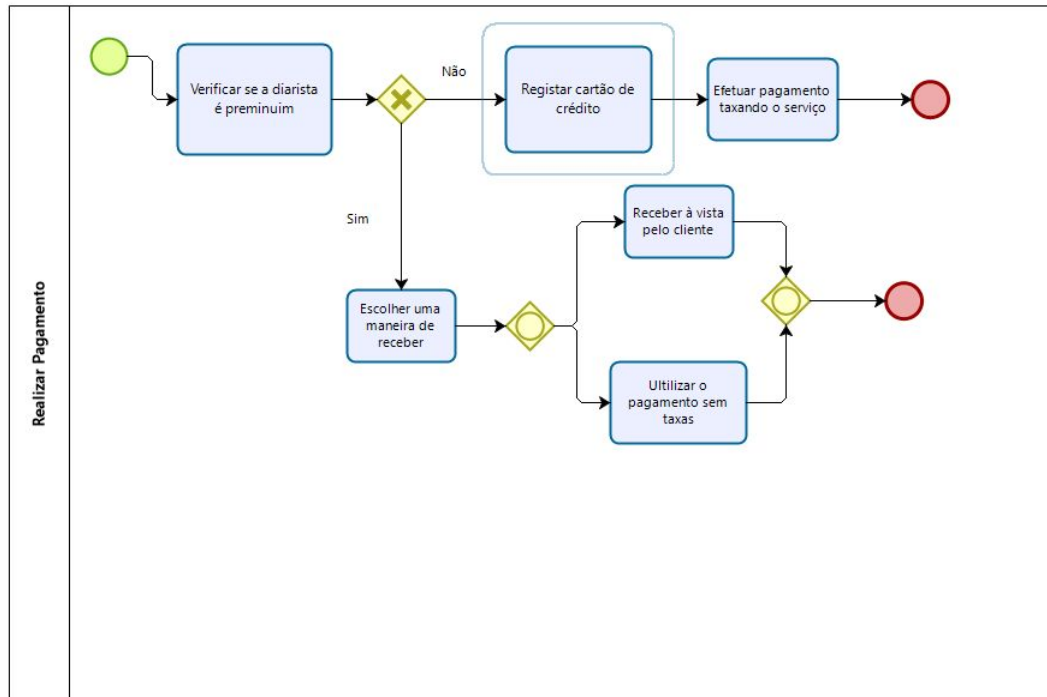 Realizar Pagamento
Verificar se a diarista
é preminuim
Não
Registar cartão de
crédito
Efetuar pagamento
taxando o serviço
Sim
Escolher uma
maneira de
receber
Receber à vista
pelo cliente
Ultilizar o
pagamento sem
taxas